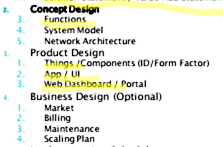 2. Concept Design
3. Functions
4. System Model
5. Network Architecture
3. Product Design
1. Things /Components (ID/Form Factor)
2. App / UI
3. Web Dashboard / Portal
4. Business Design (Optional)
1. Market
2. Billing
3. Maintenance
4. Scaling Plan